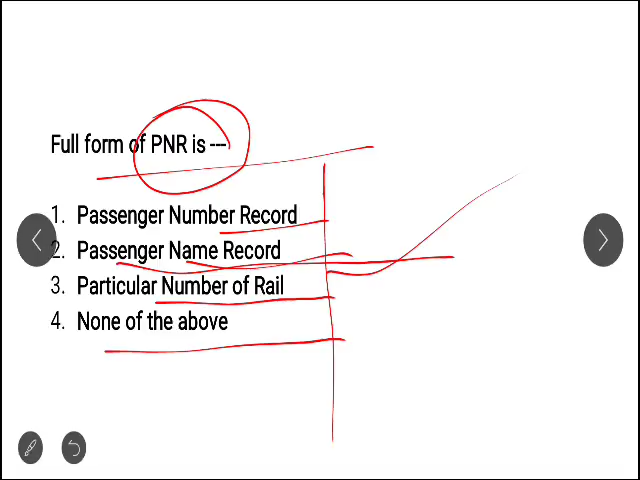 Full form of PNR is ---
1. Passenger Number Record
2. Passenger Name Record
3. Particular Number of Rail
4. None of the above